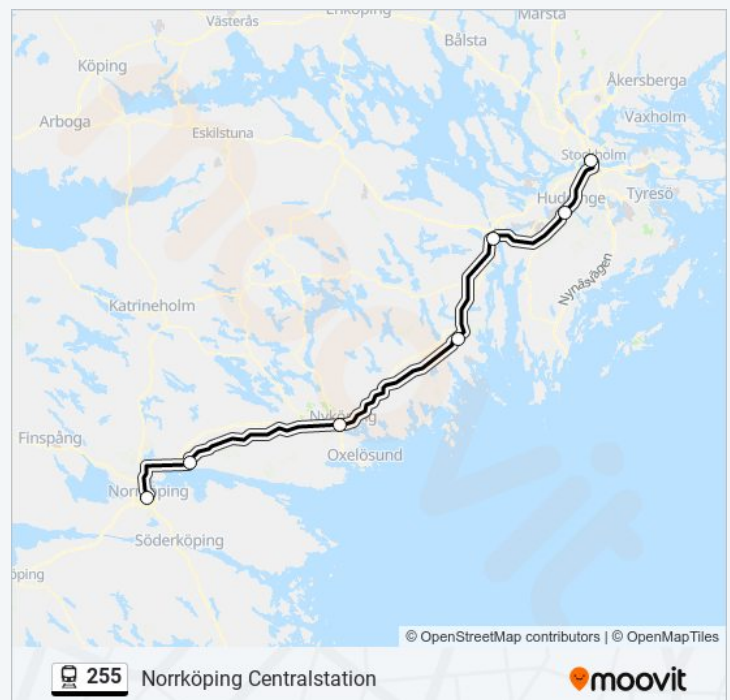 Enköping
Märsta
Västerås
Bålsta
Köping
Åkersberga
Arboga
Vaxholm
Eskilstuna
Stockholm
Tyresö
Huddinge
Nynäsvägen
Katrineholm
Nyköping
Finspång
Oxelösund
Norrköping
Söderköping
öping
© OpenStreetMap contributors | © OpenMapTiles
255 Norrköping Centralstation moovit